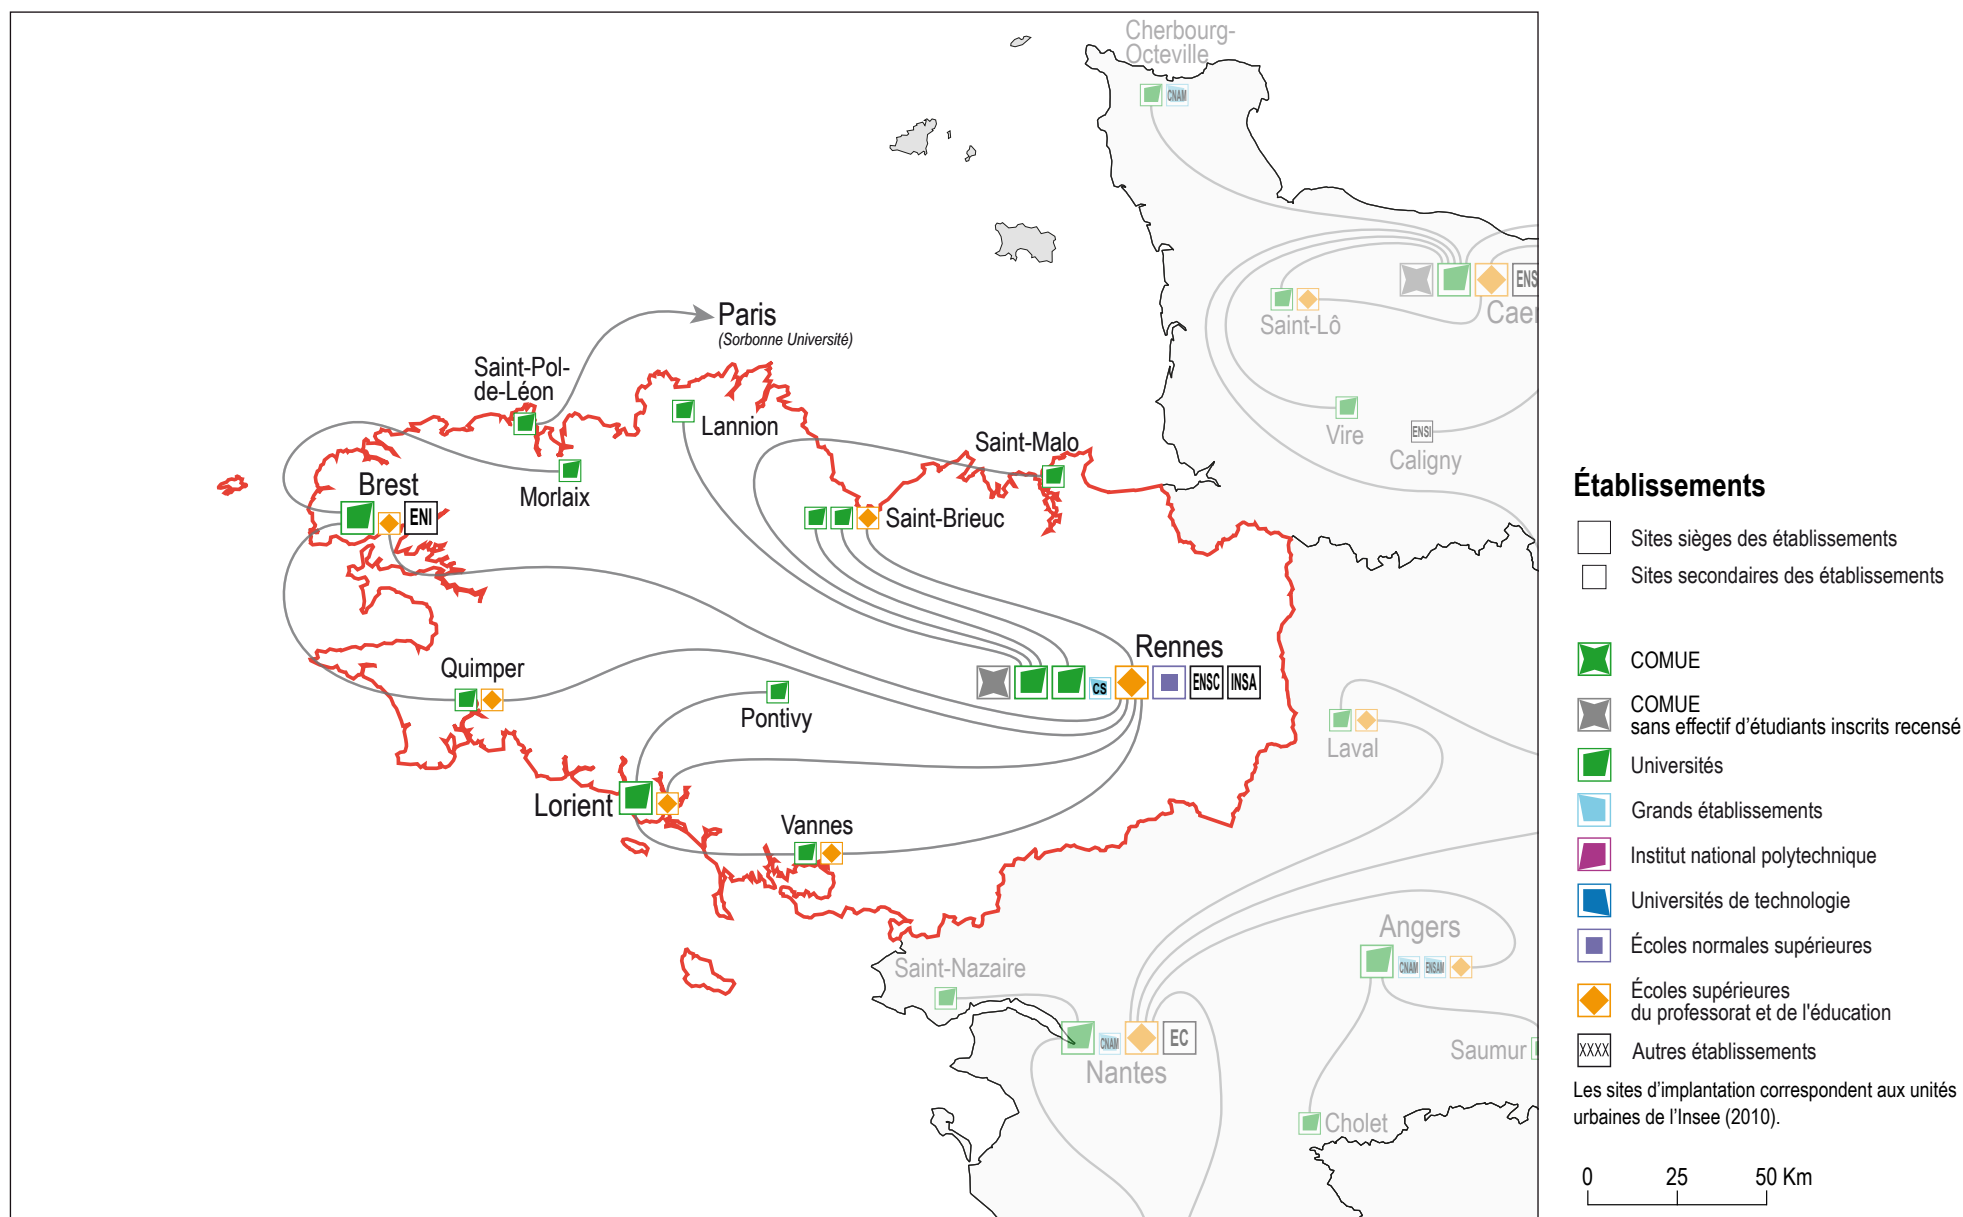 Cherbourg-
Octeville
CNAM
ENS
Caen
Saint-Lô
Paris
(Sorbonne Université)
Saint-Pol-
de-Léon
Lannion
Vire
ENSI
Caligny
Saint-Malo
Morlaix
Brest
ENI
Saint-Brieuc
Rennes
CS
ENSC
INSA
Quimper
Pontivy
Laval
Lorient
Vannes
Angers
CNAM
ENSAM
Saint-Nazaire
CNAM
EC
Nantes
Saumur
Cholet
Établissements
Sites sièges des établissements
Sites secondaires des établissements
COMUE
COMUE
sans effectif d'étudiants inscrits recensé
Universités
Grands établissements
Institut national polytechnique
Universités de technologie
Écoles normales supérieures
Écoles supérieures
du professorat et de l'éducation
XXXX
Autres établissements
Les sites d'implantation correspondent aux unités
urbaines de l'Insee (2010).
0 25 50 Km